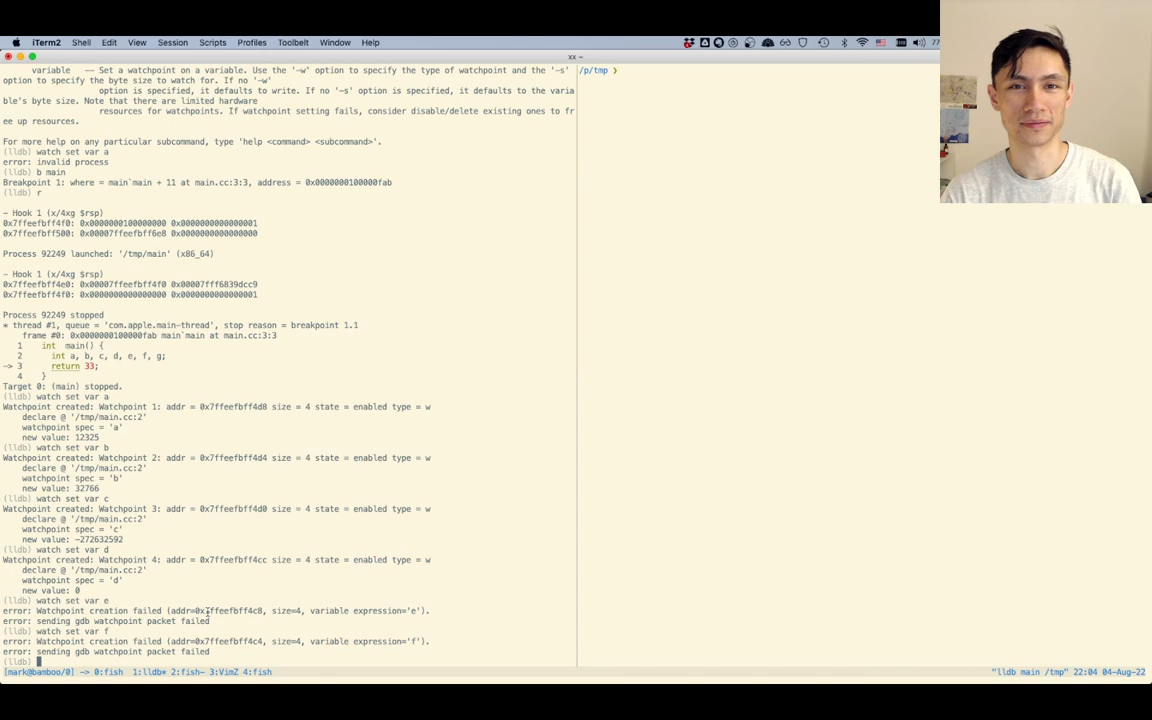 iTerm2 Shell Edit View Session Scripts Profiles Toolbelt Window Help 77
xx –
variable -- Set a watchpoint on a variable. Use the '-w' option to specify the type of watchpoint and the '-s'
option to specify the byte size to watch for. If no '-w'
option is specified, it defaults to write. If no '-s' option is specified, it defaults to the varia
ble's byte size. Note that there are limited hardware
resources for watchpoints. If watchpoint setting fails, consider disable/delete existing ones to fr
ee up resources.
For more help on any particular subcommand, type 'help <command> <subcommand>'.
(lldb) watch set var a
error: invalid process
(lldb) b main
Breakpoint 1: where = main`main + 11 at main.cc:3:3, address = 0x0000000100000fab
(lldb) r
- Hook 1 (x/4xg $rsp)
0x7ffeefbff4f0: 0x0000000100000000 0x0000000000000001
0x7ffeefbff500: 0x00007ffeefbff6e8 0x0000000000000000
Process 92249 launched: '/tmp/main' (x86_64)
- Hook 1 (x/4xg $rsp)
0x7ffeefbff4e0: 0x00007ffeefbff4f0 0x00007fff6839dcc9
0x7ffeefbff4f0: 0x0000000000000000 0x0000000000000001
Process 92249 stopped
* thread #1, queue = 'com.apple.main-thread', stop reason = breakpoint 1.1
frame #0: 0x0000000100000fab main`main at main.cc:3:3
1 int main() {
2 int a, b, c, d, e, f, g;
-> 3 return 33;
4 }
Target 0: (main) stopped.
(lldb) watch set var a
Watchpoint created: Watchpoint 1: addr = 0x7ffeefbff4d8 size = 4 state = enabled type = w
declare @ '/tmp/main.cc:2'
watchpoint spec = 'a'
new value: 12325
(lldb) watch set var b
Watchpoint created: Watchpoint 2: addr = 0x7ffeefbff4d4 size = 4 state = enabled type = w
declare @ '/tmp/main.cc:2'
watchpoint spec = 'b'
new value: 32766
(lldb) watch set var c
Watchpoint created: Watchpoint 3: addr = 0x7ffeefbff4d0 size = 4 state = enabled type = w
declare @ '/tmp/main.cc:2'
watchpoint spec = 'c'
new value: -272632592
(lldb) watch set var d
Watchpoint created: Watchpoint 4: addr = 0x7ffeefbff4cc size = 4 state = enabled type = w
declare @ '/tmp/main.cc:2'
watchpoint spec = 'd'
new value: 0
(lldb) watch set var e
error: Watchpoint creation failed (addr=0x7ffeefbff4c8, size=4, variable expression='e').
error: sending gdb watchpoint packet failed
(lldb) watch set var f
error: Watchpoint creation failed (addr=0x7ffeefbff4c4, size=4, variable expression='f').
error: sending gdb watchpoint packet failed
(lldb)
/p/tmp ❯
[mark@bamboo/0] -> 0:fish 1:lldb* 2:fish- 3:VimZ 4:fish "lldb main /tmp" 22:04 04-Aug-22